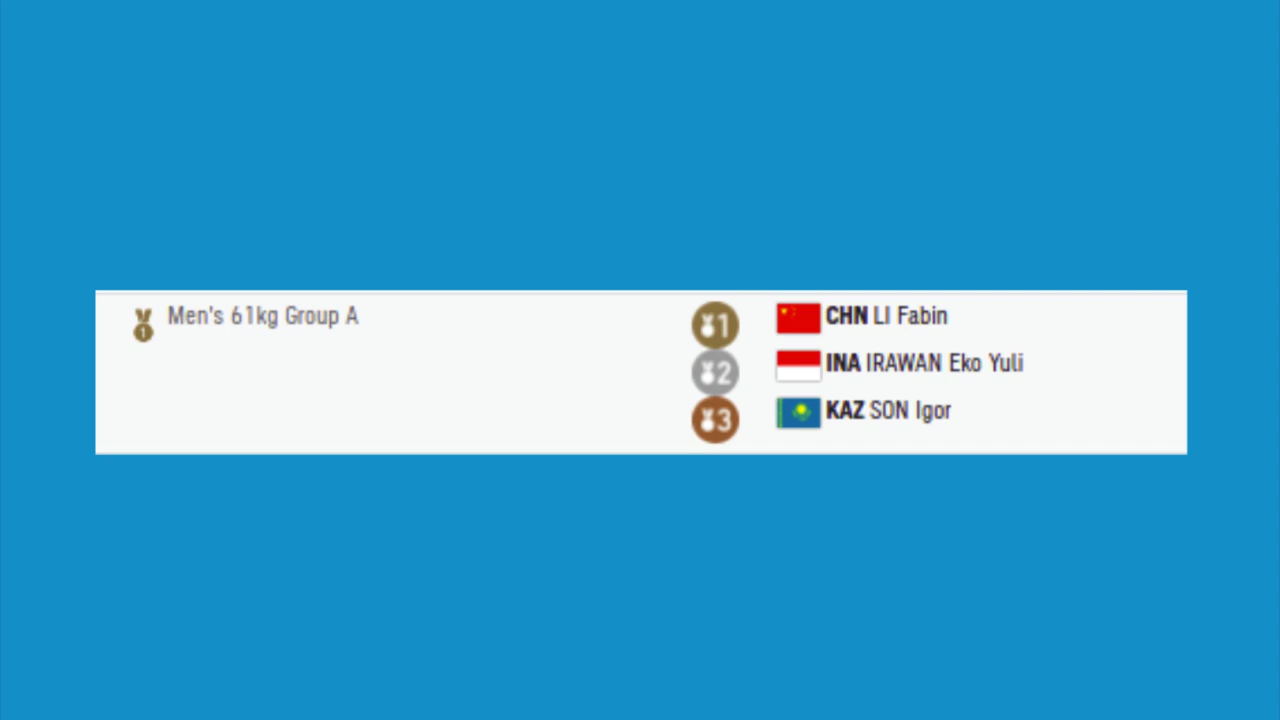 Men's 61kg Group A
1 CHN LI Fabin
2 INA IRAWAN Eko Yuli
3 KAZ SON Igor